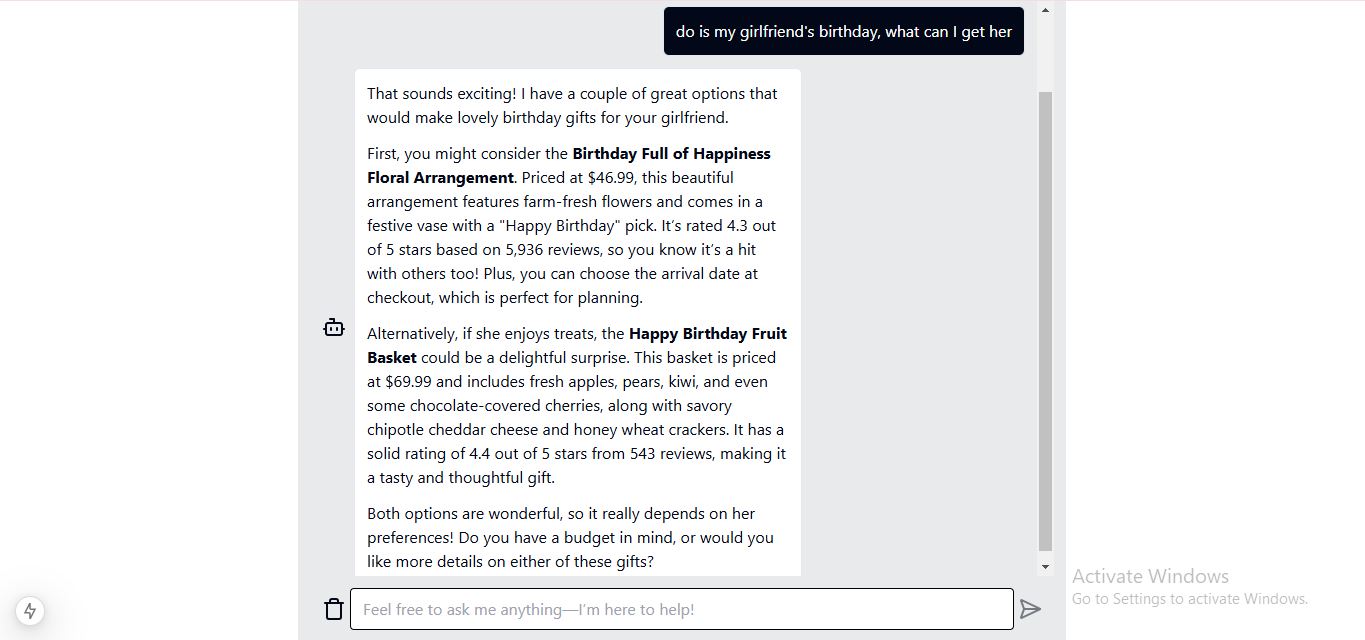 do is my girlfriend's birthday, what can I get her
That sounds exciting! I have a couple of great options that
would make lovely birthday gifts for your girlfriend.
First, you might consider the Birthday Full of Happiness
Floral Arrangement. Priced at $46.99, this beautiful
arrangement features farm-fresh flowers and comes in a
festive vase with a "Happy Birthday" pick. It’s rated 4.3 out
of 5 stars based on 5,936 reviews, so you know it’s a hit
with others too! Plus, you can choose the arrival date at
checkout, which is perfect for planning.
Alternatively, if she enjoys treats, the Happy Birthday Fruit
Basket could be a delightful surprise. This basket is priced
at $69.99 and includes fresh apples, pears, kiwi, and even
some chocolate-covered cherries, along with savory
chipotle cheddar cheese and honey wheat crackers. It has a
solid rating of 4.4 out of 5 stars from 543 reviews, making it
a tasty and thoughtful gift.
Both options are wonderful, so it really depends on her
preferences! Do you have a budget in mind, or would you
like more details on either of these gifts?
Feel free to ask me anything—I’m here to help!
Activate Windows
Go to Settings to activate Windows.